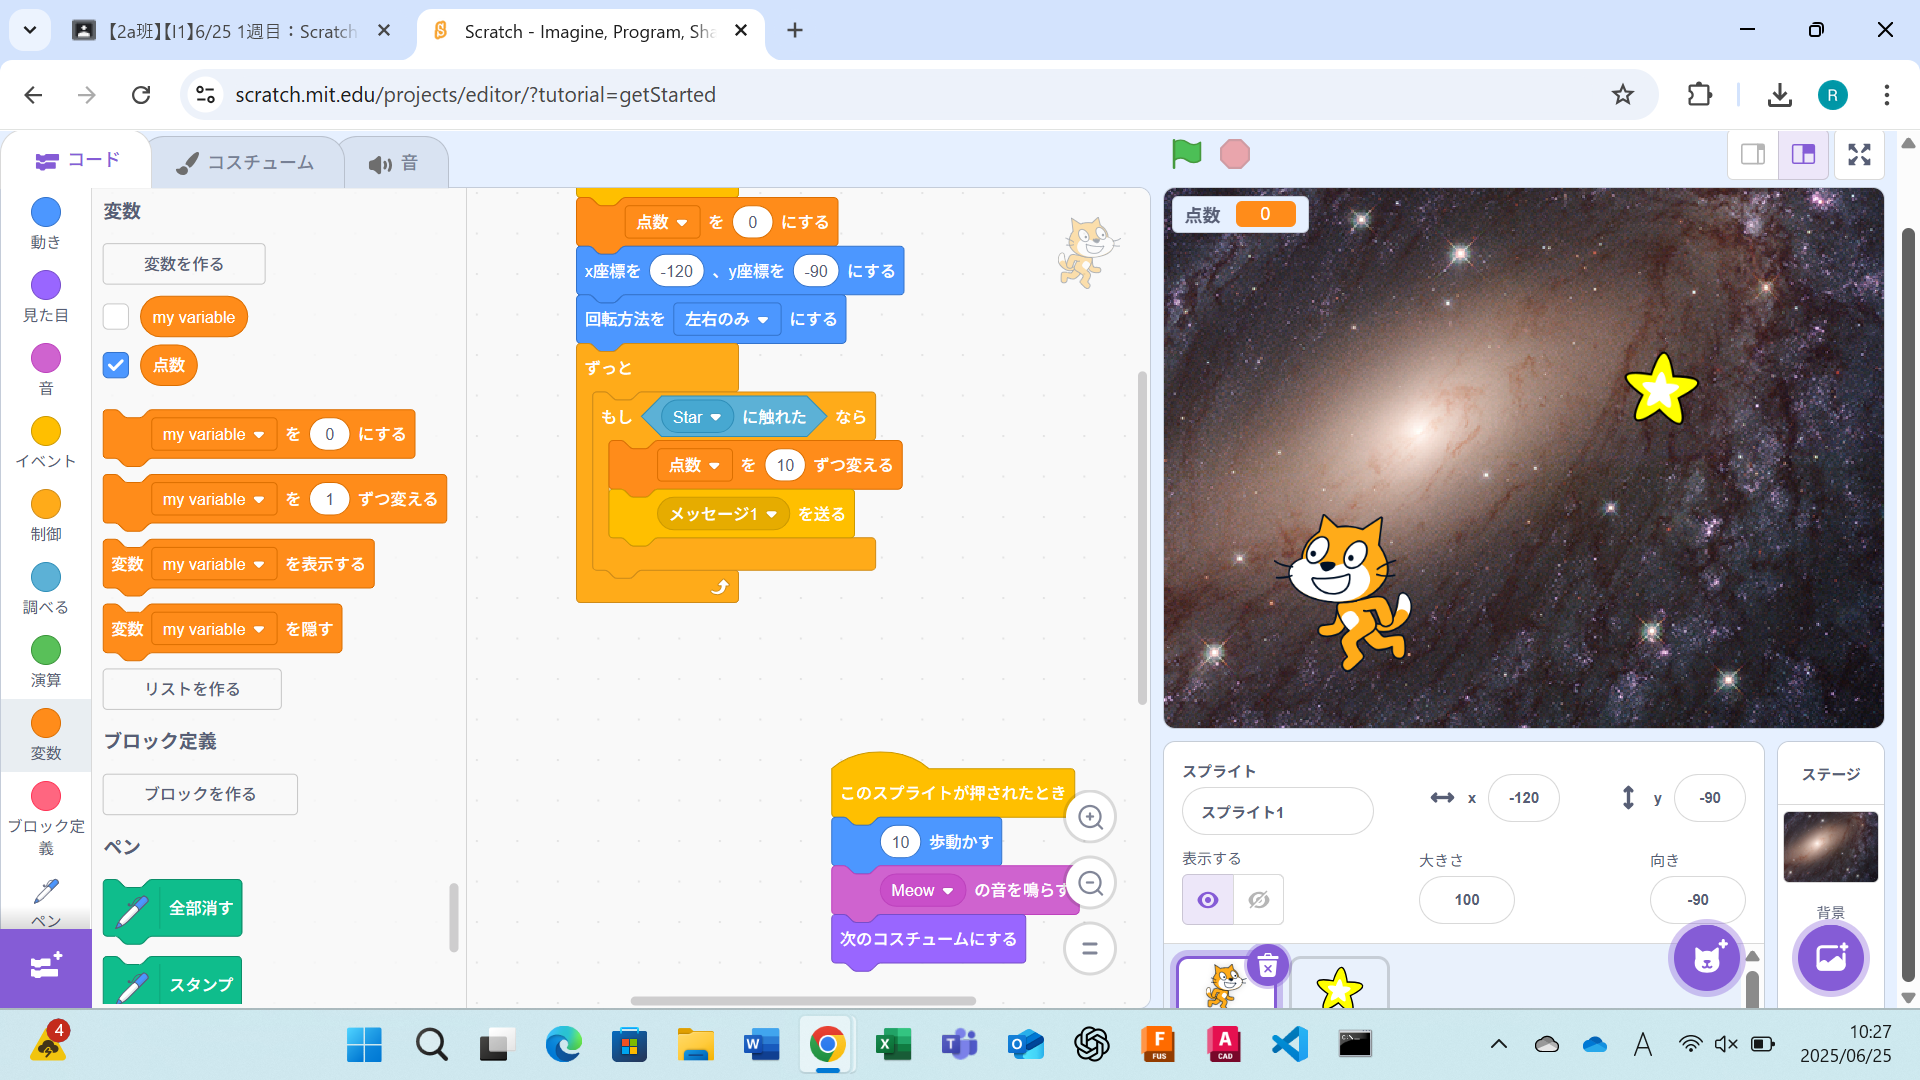 【2a班】【I1】6/25 1週目：Scratch
Scratch - Imagine, Program, Sha
scratch.mit.edu/projects/editor/?tutorial=getStarted
R
コード
コスチューム
音
動き
見た目
音
イベント
制御
調べる
演算
変数
ブロック定
義
ペン
変数
変数を作る
my variable
点数
my variable を 0 にする
my variable を 1 ずつ変える
変数 my variable を表示する
変数 my variable を隠す
リストを作る
ブロック定義
ブロックを作る
ペン
全部消す
スタンプ
点数 を 0 にする
x座標を -120 、y座標を -90 にする
回転方法を 左右のみ にする
ずっと
もし Star に触れた なら
点数 を 10 ずつ変える
メッセージ1 を送る
このスプライトが押されたとき
10 歩動かす
Meow の音を鳴らす
次のコスチュームにする
点数 0
スプライト
スプライト1
x -120
y -90
表示する
大きさ
100
向き
-90
ステージ
背景
4
W
X
T
O
F
FUS
A
CAD
A
10:27
2025/06/25